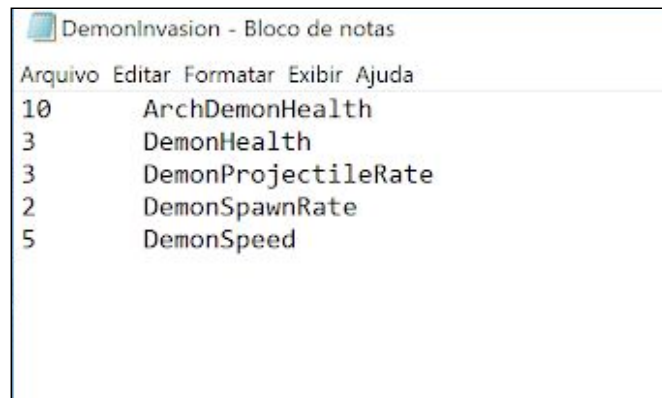 DemonInvasion - Bloco de notas
Arquivo Editar Formatar Exibir Ajuda
10 ArchDemonHealth
3 DemonHealth
3 DemonProjectileRate
2 DemonSpawnRate
5 DemonSpeed